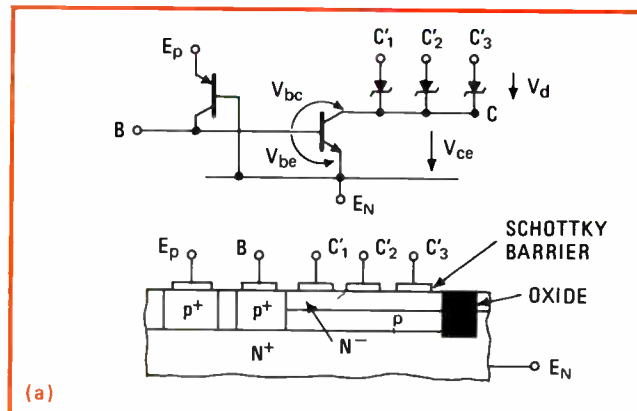 C'1 C'2 C'3
Ep
Vbc
Vd
C
B
Vbe
Vce
EN
SCHOTTKY
BARRIER
Ep B C'1 C'2 C'3
OXIDE
p+ p+ p
N+ N−
EN
(a)